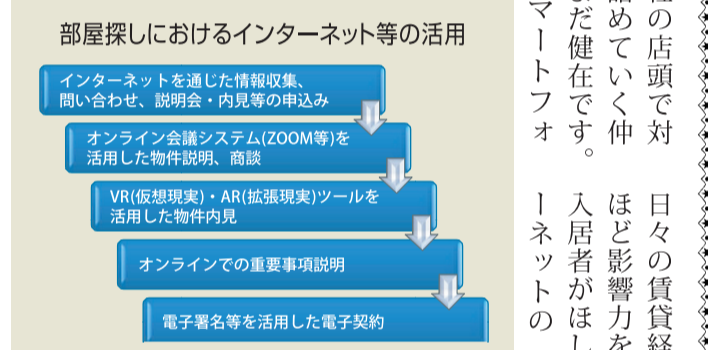 部屋探しにおけるインターネット等の活用
インターネットを通じた情報収集、
問い合わせ、説明会・内見等の申込み
オンライン会議システム(ZOOM等)を
活用した物件説明、商談
VR(仮想現実)・AR(拡張現実)ツールを
活用した物件内見
オンラインでの重要事項説明
電子署名等を活用した電子契約
の店頭で対
詰めていく仲
だ健在です。
マートフォ
日々の賃貸経
ほど影響力を
入居者がほし
ーネットの